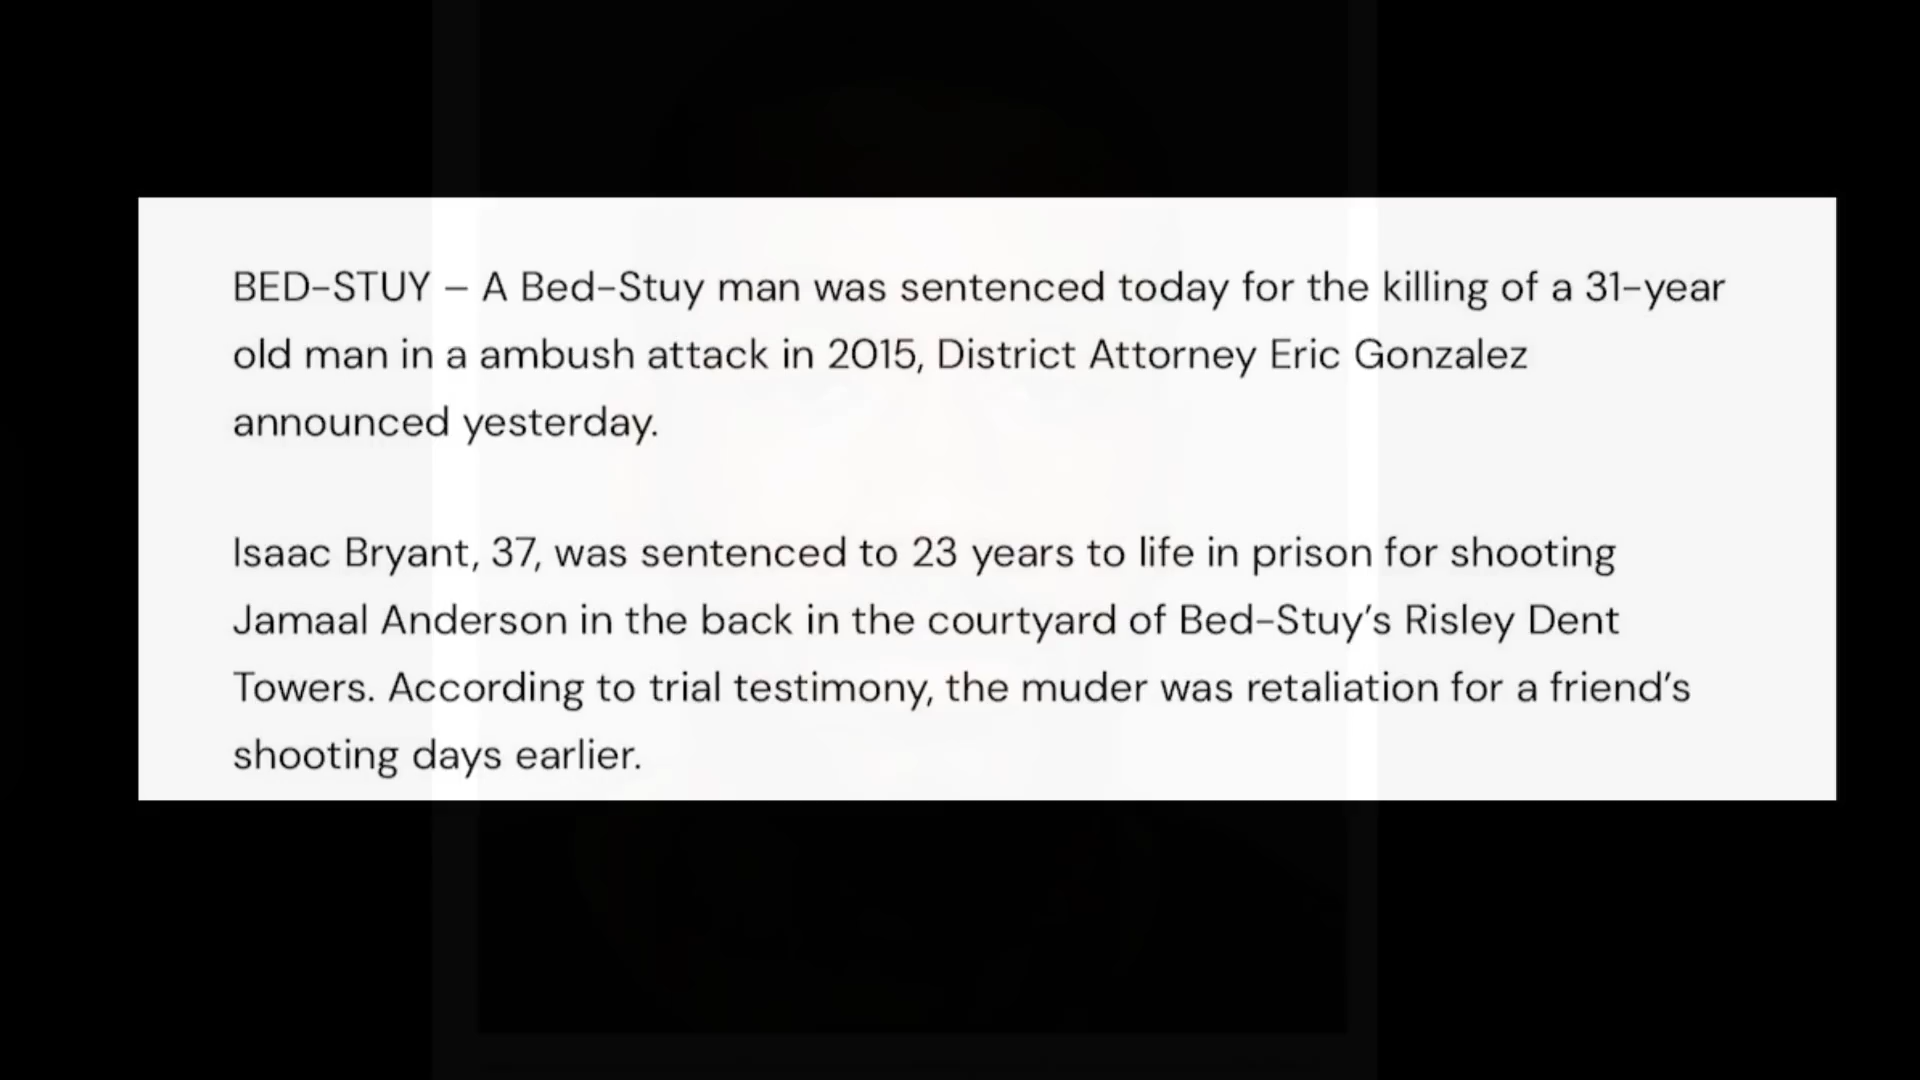 BED-STUY – A Bed-Stuy man was sentenced today for the killing of a 31-year
old man in a ambush attack in 2015, District Attorney Eric Gonzalez
announced yesterday.
Isaac Bryant, 37, was sentenced to 23 years to life in prison for shooting
Jamaal Anderson in the back in the courtyard of Bed-Stuy’s Risley Dent
Towers. According to trial testimony, the muder was retaliation for a friend’s
shooting days earlier.